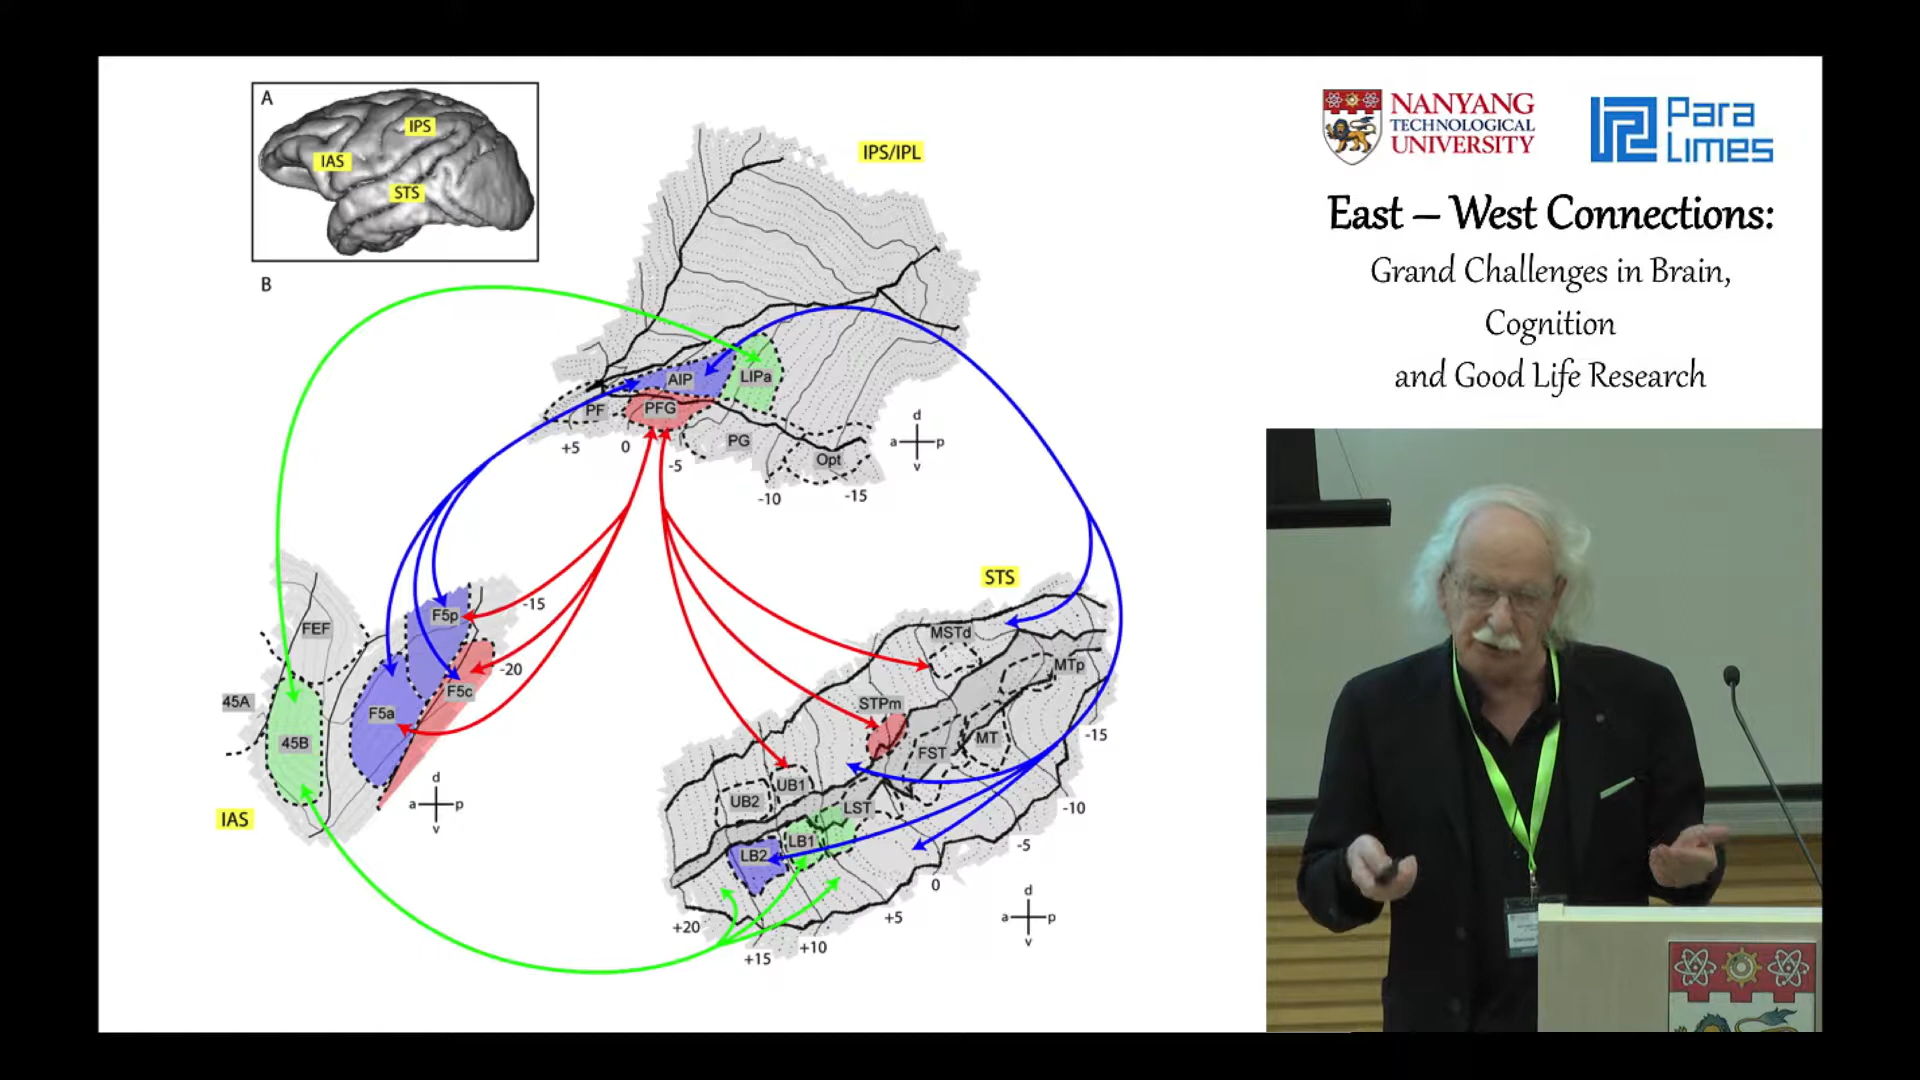 A
IPS
IAS
STS
B
IPS/IPL
AIP
LIPa
PF
PFG
PG
Opt
+5
0
-5
-10
-15
d
a
p
v
FEF
45A
45B
F5p
F5a
F5c
-15
-20
IAS
d
a
p
v
STS
MSTd
MTp
STPm
FST
MT
UB1
UB2
LST
LB1
LB2
-15
-10
-5
0
+5
+10
+15
+20
d
a
p
v
NANYANG
TECHNOLOGICAL
UNIVERSITY
Para
Limes
East – West Connections:
Grand Challenges in Brain,
Cognition
and Good Life Research